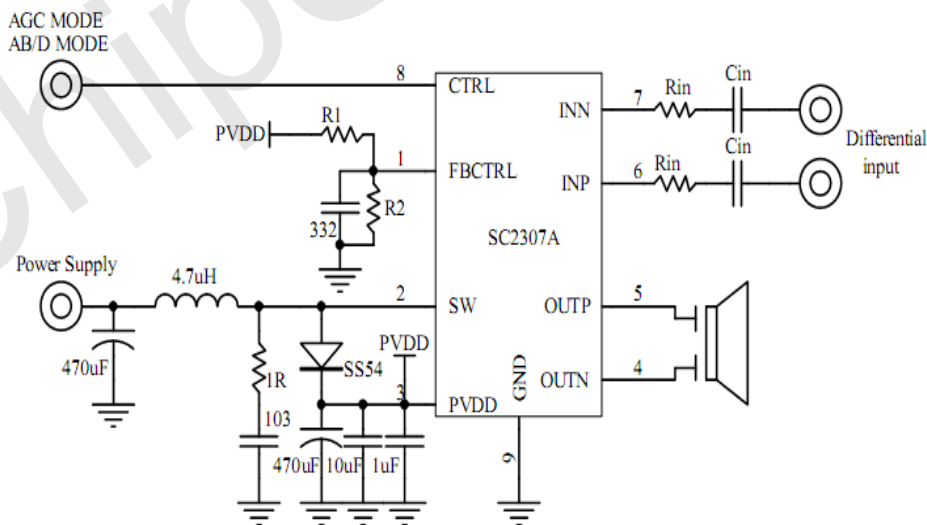 AGC MODE
AB/D MODE
8
CTRL
INN
7
Rin
Cin
PVDD
R1
1
FBCTRL
INP
6
Rin
Cin
Differential
input
R2
332
SC2307A
Power Supply
4.7uH
2
SW
OUTP
5
470uF
1R
SS54
PVDD
3
PVDD
GND
OUTN
4
103
470uF
10uF
1uF
9